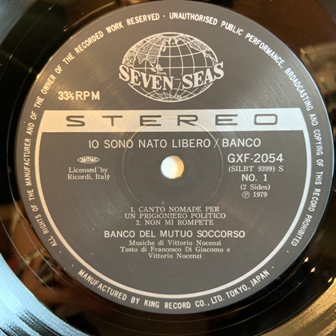 ALL RIGHTS OF THE MANUFACTURER AND OF THE OWNER OF THE RECORDED WORK RESERVED · UNAUTHORISED PUBLIC PERFORMANCE, BROADCASTING AND COPYING OF THIS RECORD PROHIBITED ·
SEVEN SEAS
33⅓ RPM
STEREO
IO SONO NATO LIBERO / BANCO
Licensed by
Ricordi, Italy
GXF-2054
(SILBT 9399) S
NO. 1
(2 Sides)
Ⓟ 1979
1. CANTO NOMADE PER
UN PRIGIONIERO POLITICO
2. NON MI ROMPETE
BANCO DEL MUTUO SOCCORSO
Musiche di Vittorio Nocenzi
Testo di Francesco Di Giacomo e
Vittorio Nocenzi
MANUFACTURED BY KING RECORD CO., LTD. TOKYO, JAPAN ·